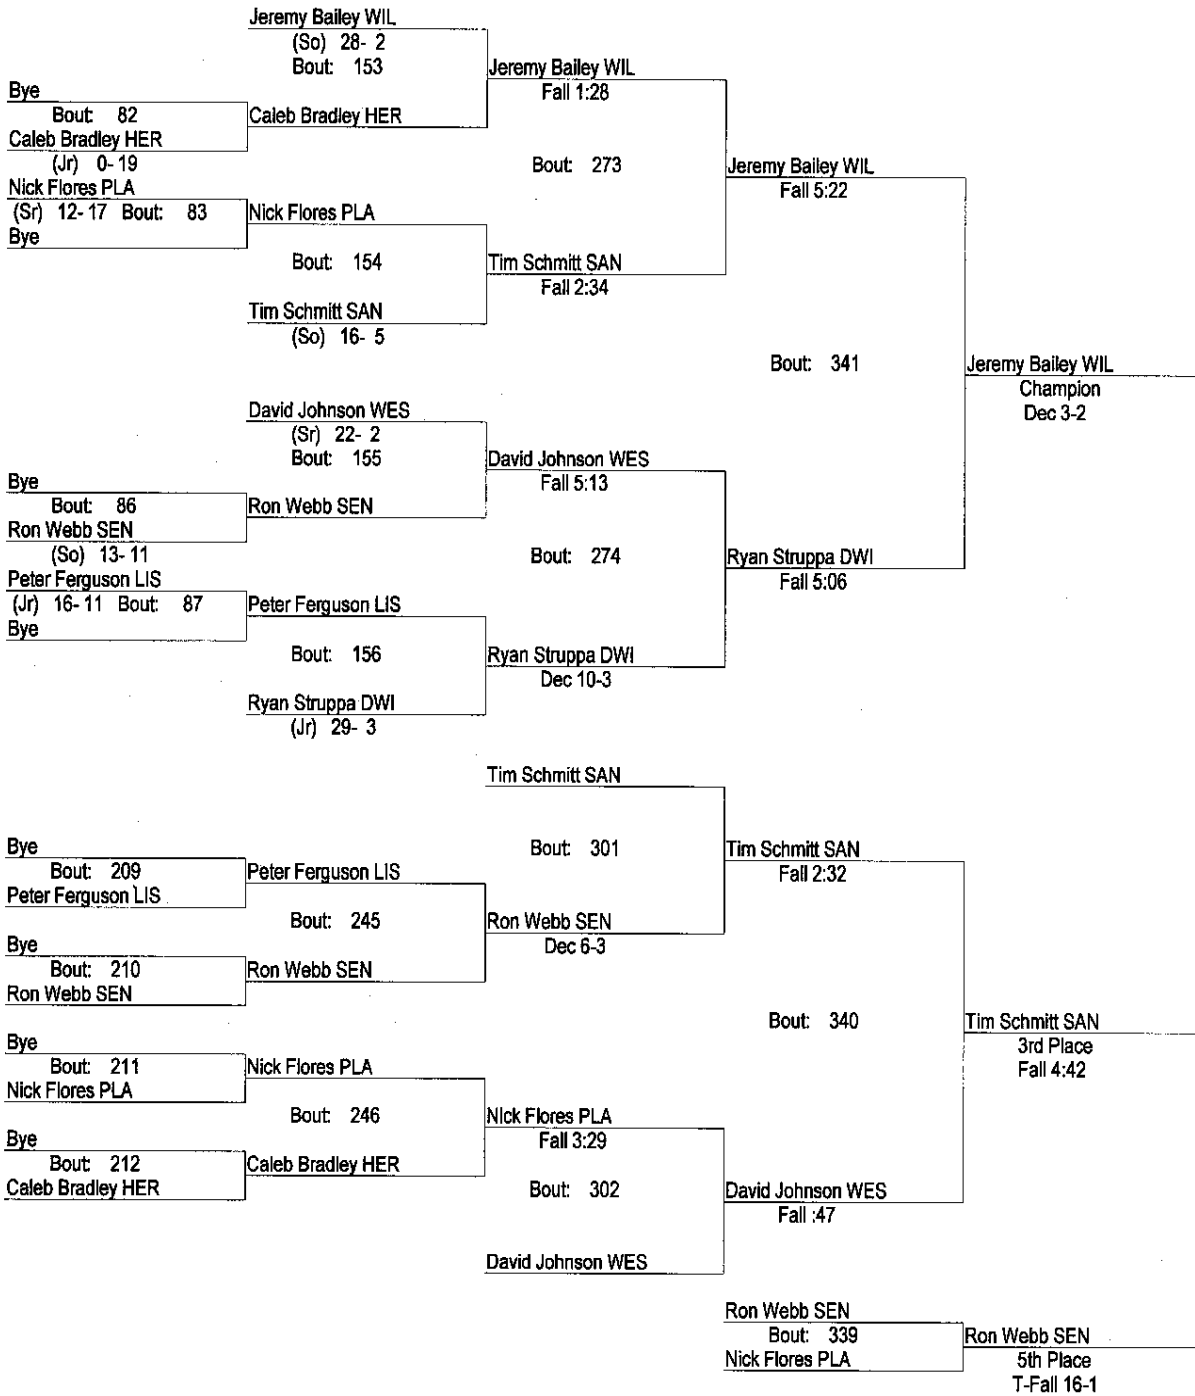 Jeremy Bailey WIL
(So) 28- 2
Bout: 153
Jeremy Bailey WIL
Fall 1:28
Bye
Bout: 82
Caleb Bradley HER
Caleb Bradley HER
(Jr) 0- 19
Bout: 273
Jeremy Bailey WIL
Fall 5:22
Nick Flores PLA
(Sr) 12- 17 Bout: 83
Nick Flores PLA
Bye
Bout: 154
Tim Schmitt SAN
Fall 2:34
Tim Schmitt SAN
(So) 16- 5
Bout: 341
Jeremy Bailey WIL
Champion
Dec 3-2
David Johnson WES
(Sr) 22- 2
Bout: 155
David Johnson WES
Fall 5:13
Bye
Bout: 86
Ron Webb SEN
Ron Webb SEN
(So) 13- 11
Bout: 274
Ryan Struppa DWI
Fall 5:06
Peter Ferguson LIS
(Jr) 16- 11 Bout: 87
Peter Ferguson LIS
Bye
Bout: 156
Ryan Struppa DWI
Dec 10-3
Ryan Struppa DWI
(Jr) 29- 3
Tim Schmitt SAN
Bout: 301
Tim Schmitt SAN
Fall 2:32
Bye
Bout: 209
Peter Ferguson LIS
Peter Ferguson LIS
Bout: 245
Ron Webb SEN
Dec 6-3
Bye
Bout: 210
Ron Webb SEN
Ron Webb SEN
Bout: 340
Tim Schmitt SAN
3rd Place
Fall 4:42
Bye
Bout: 211
Nick Flores PLA
Nick Flores PLA
Bout: 246
Nick Flores PLA
Fall 3:29
Bye
Bout: 212
Caleb Bradley HER
Caleb Bradley HER
Bout: 302
David Johnson WES
Fall :47
David Johnson WES
Ron Webb SEN
Bout: 339
Nick Flores PLA
Ron Webb SEN
5th Place
T-Fall 16-1